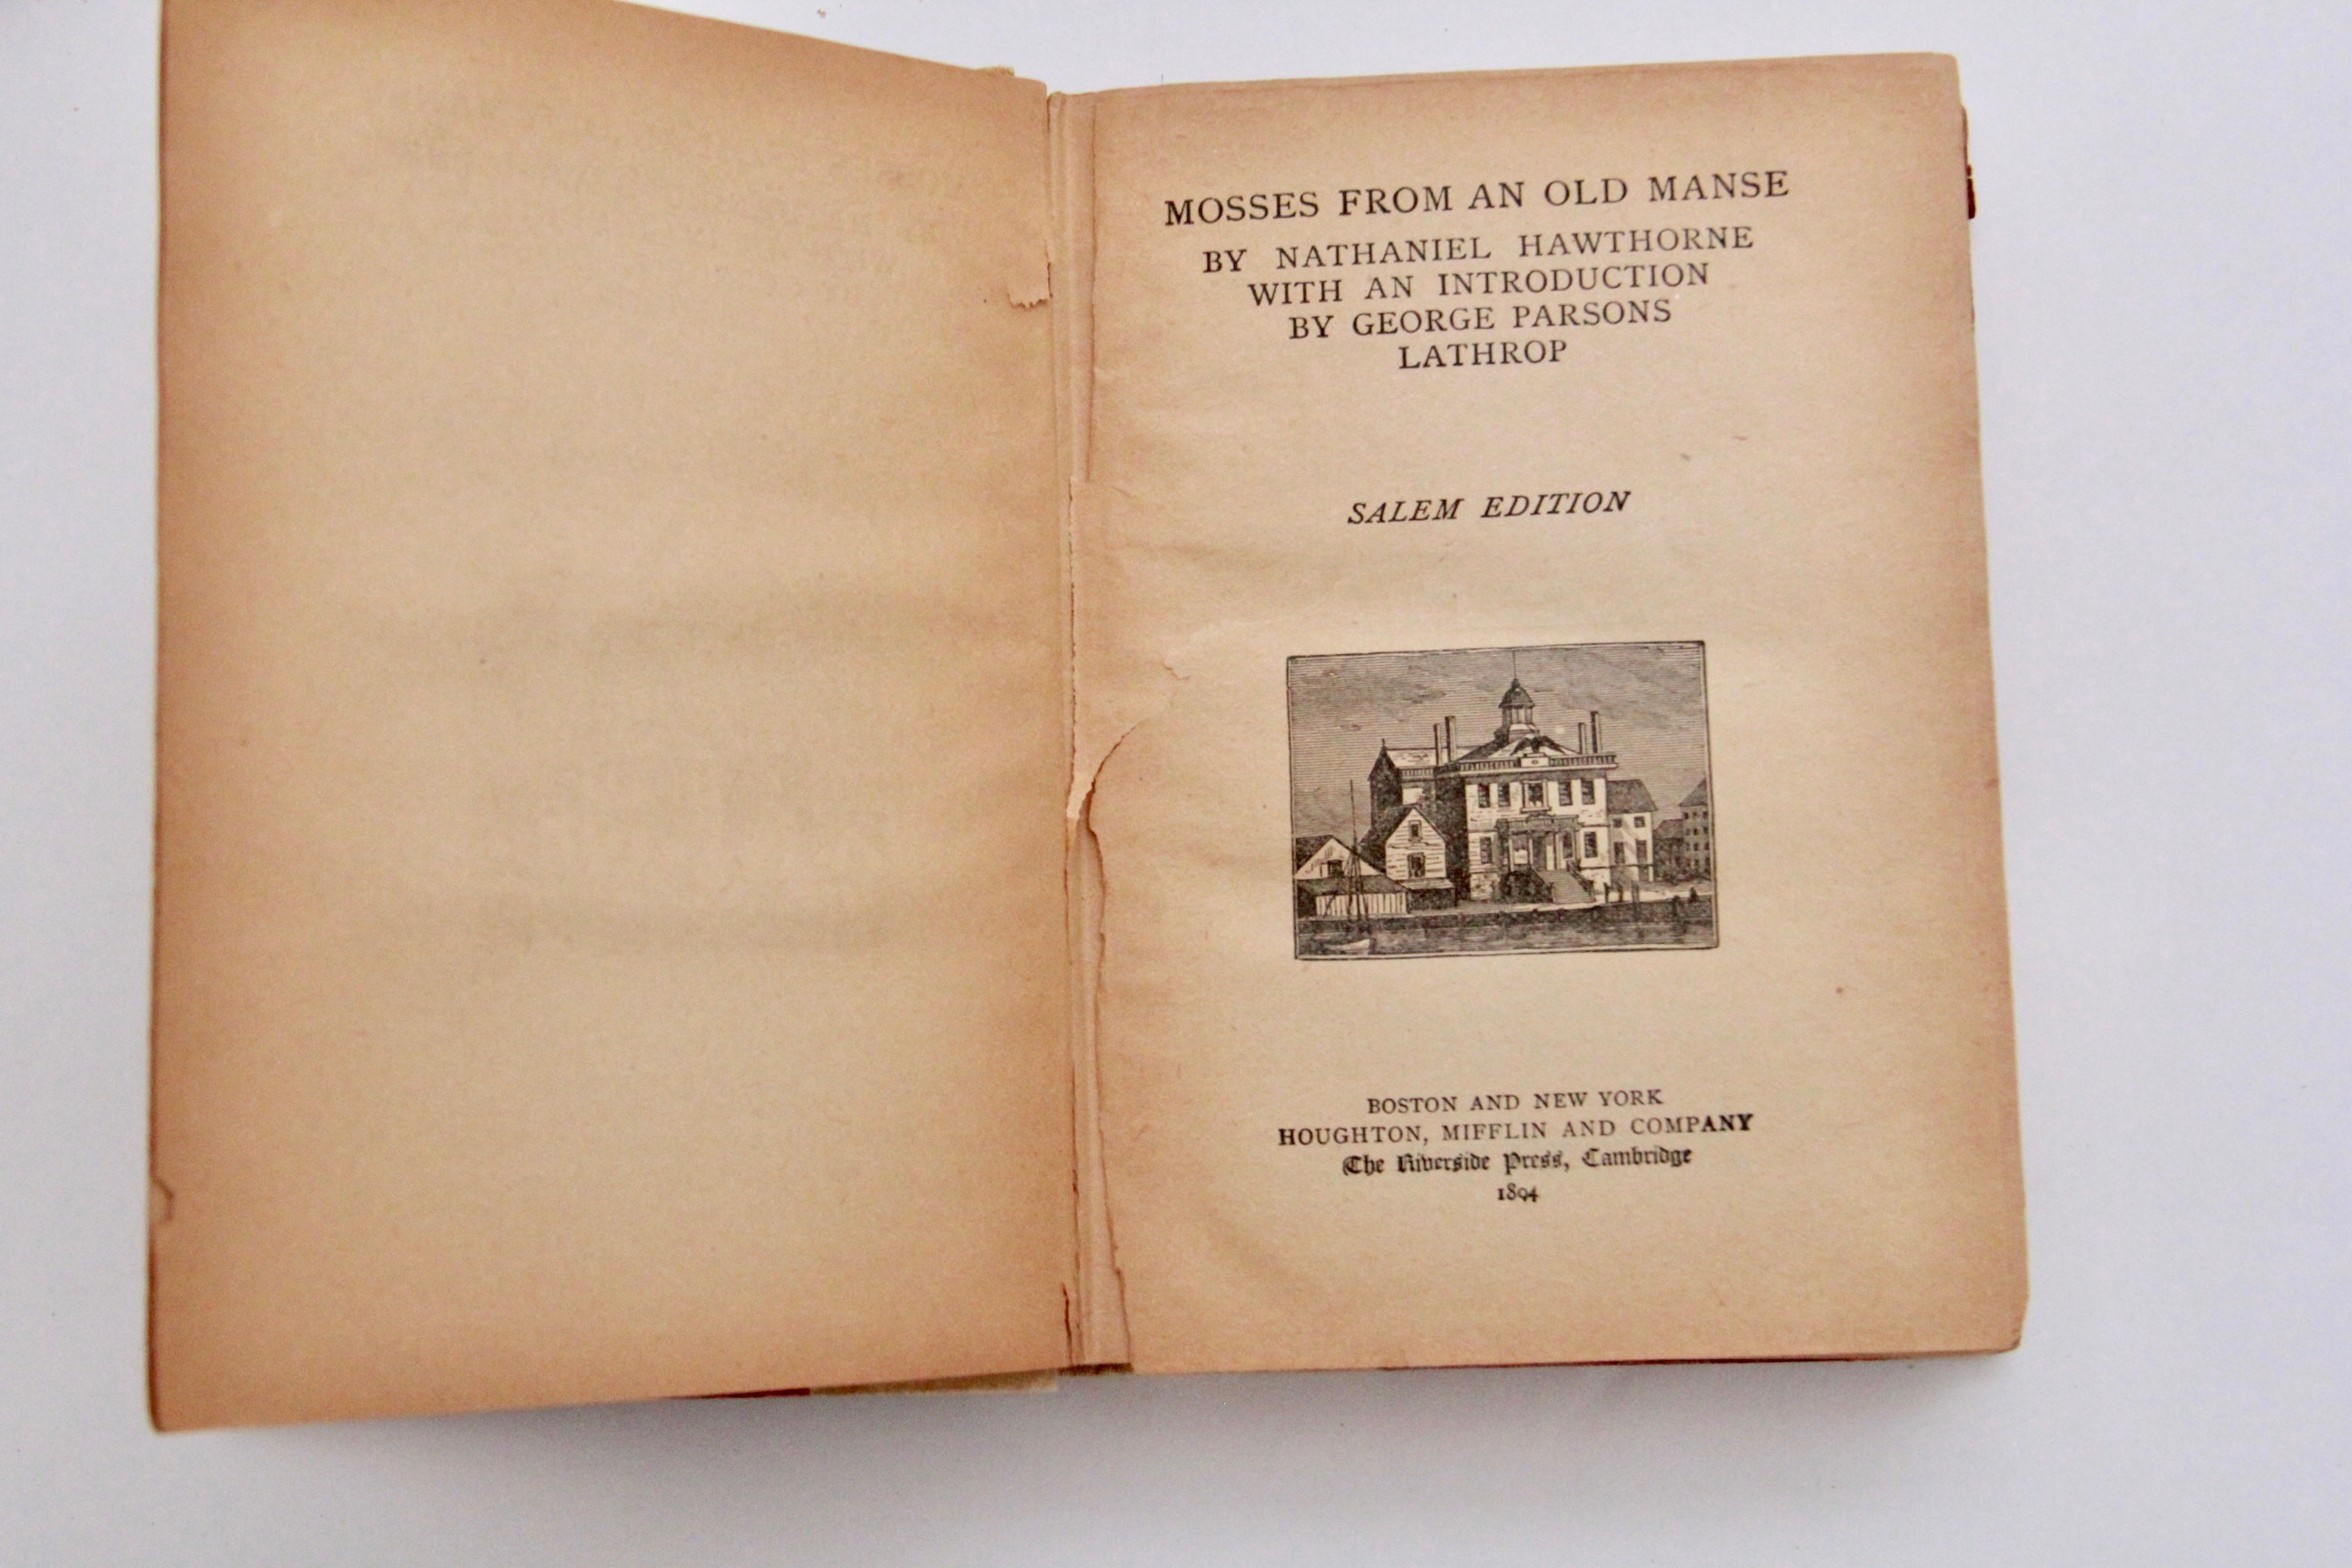 MOSSES FROM AN OLD MANSE
BY NATHANIEL HAWTHORNE
WITH AN INTRODUCTION
BY GEORGE PARSONS
LATHROP
SALEM EDITION
BOSTON AND NEW YORK
HOUGHTON, MIFFLIN AND COMPANY
The Riverside Press, Cambridge
1894